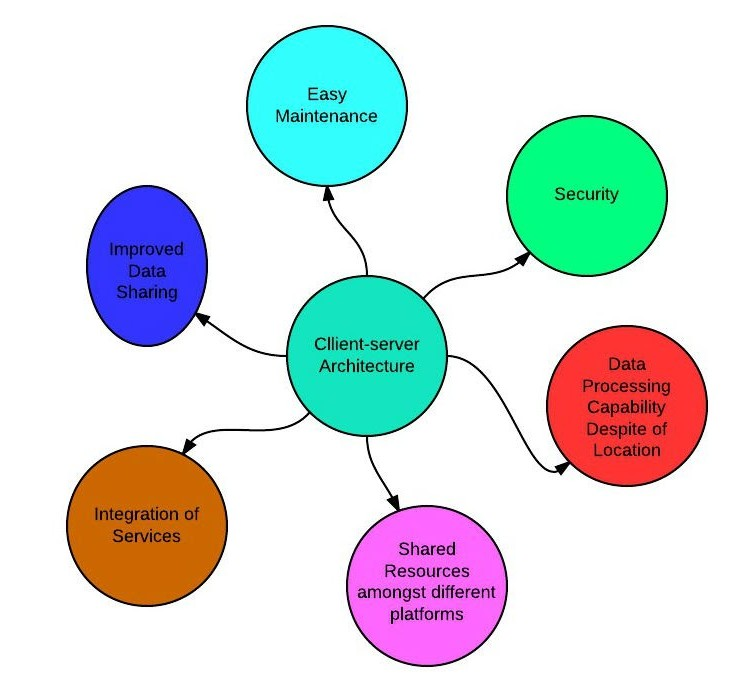 Easy
Maintenance
Security
Improved
Data
Sharing
Cllient-server
Architecture
Data
Processing
Capability
Despite of
Location
Integration of
Services
Shared
Resources
amongst different
platforms